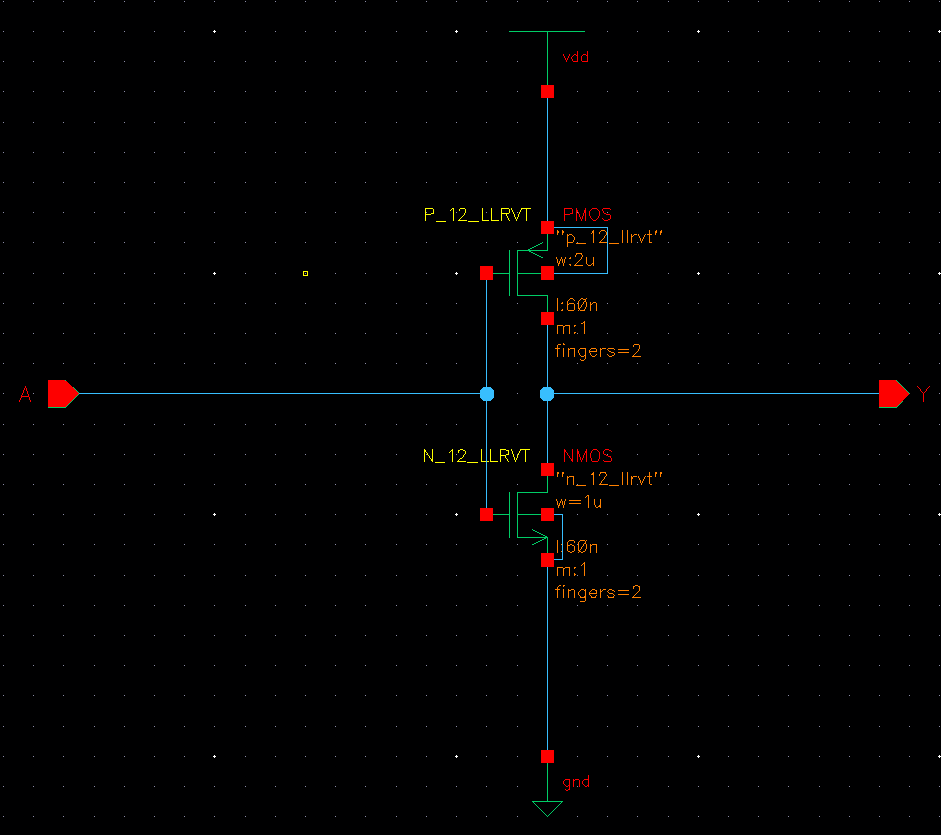 vdd
P_12_LLRVT PMOS
"p_12_llrvt"
w:2u
l:60n
m:1
fingers=2
A Y
N_12_LLRVT NMOS
"n_12_llrvt"
w=1u
l:60n
m:1
fingers=2
gnd